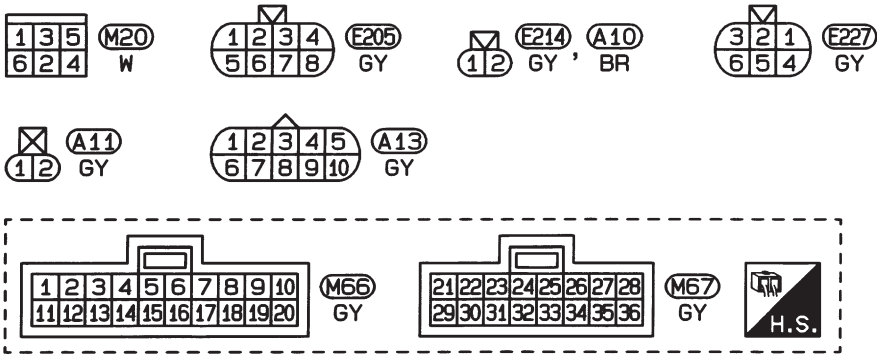 1 3 5 M20
6 2 4 W
1 2 3 4 E205
5 6 7 8 GY
1 2 E214 , A10
GY BR
3 2 1 E227
6 5 4 GY
1 2 A11
GY
1 2 3 4 5 A13
6 7 8 9 10 GY
1 2 3 4 5 6 7 8 9 10 M66
11 12 13 14 15 16 17 18 19 20 GY
21 22 23 24 25 26 27 28 M67
29 30 31 32 33 34 35 36 GY
H.S.